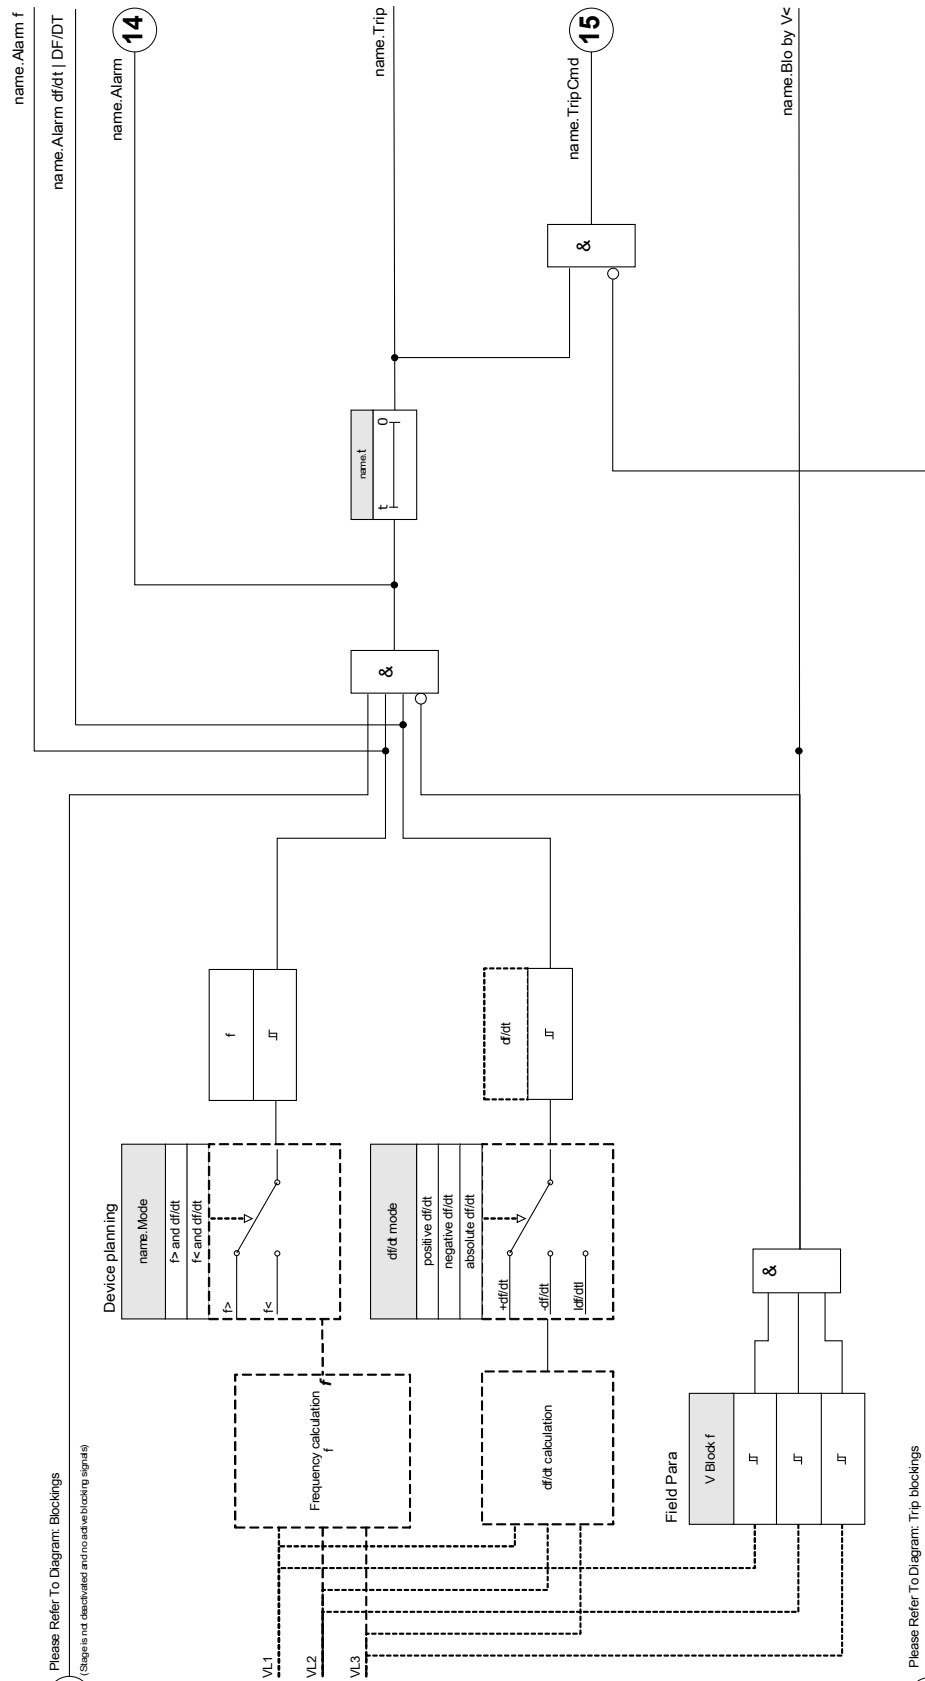 Please Refer To Diagram: Blockings
(Stage is not deactivated and no active blocking signals)
name.Alarm f
name.Alarm df/dt | DF/DT
name.Alarm
14
Device planning
name.Mode
f> and df/dt
f< and df/dt
f>
f<
VL1
VL2
VL3
Frequency calculation
f
f
f
&
name.t
t
0
name.Trip
df/dt mode
positive df/dt
negative df/dt
absolute df/dt
+df/dt
-df/dt
Idf/dtI
df/dt calculation
df/dt
&
name.TripCmd
15
Field Para
V Block f
&
name.Blo by V<
Please Refer To Diagram: Trip blockings